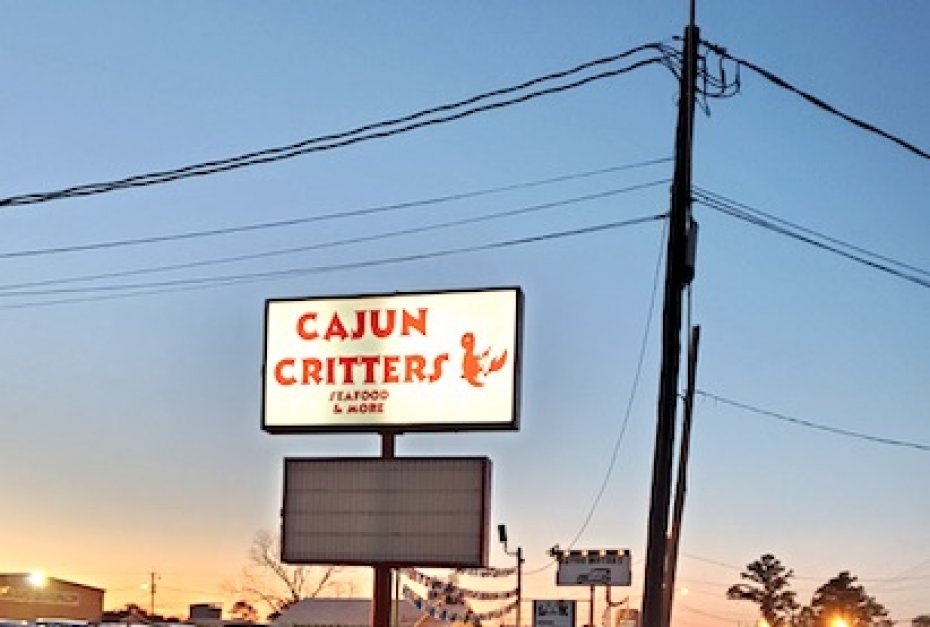 CAJUN
CRITTERS
SEAFOOD
& MORE